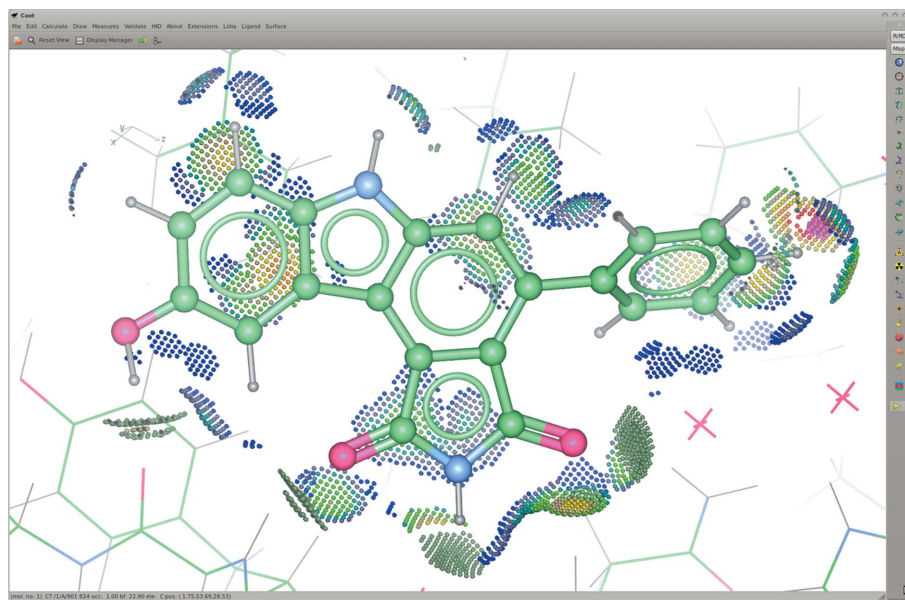 Coot
File Edit Calculate Draw Measures Validate HID About Extensions Lidia Ligand Surface
Reset View Display Manager
R/RC
Map
y
x
z
(mol. no: 1) C7 /1/A/901 824 occ: 1.00 bf: 22.90 ele: C pos: ( 1.75,53.69,28.53)